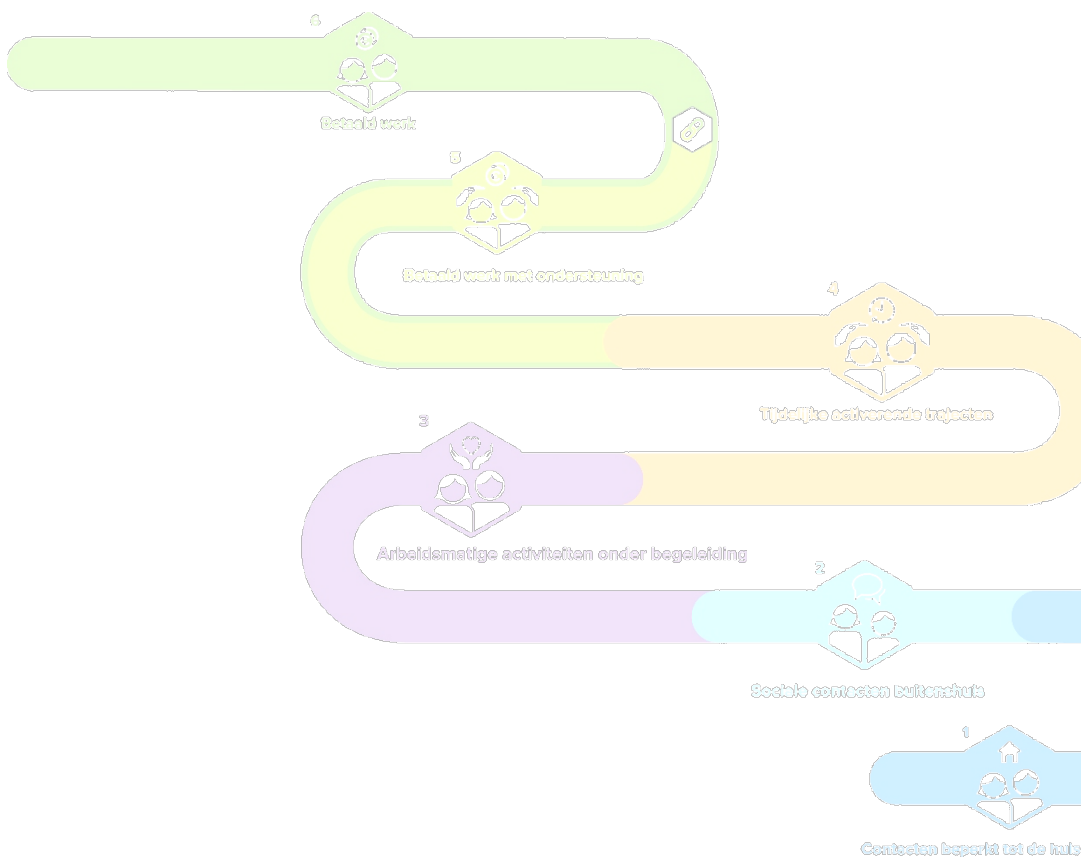 6
Betaald werk
5
Betaald werk met ondersteuning
4
Tijdelijke activerende trajecten
3
Arbeidsmatige activiteiten onder begeleiding
2
Sociale contacten buitenshuis
1
Contacten beperkt tot de huis